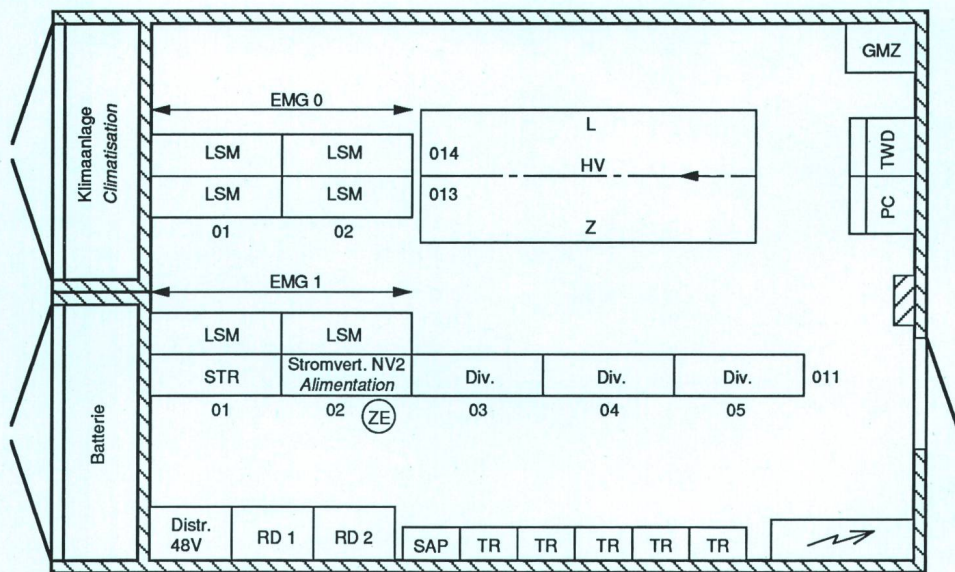 GMZ
EMG 0
L
LSM LSM
014
HV
TWD
Klimaanlage
Climatisation
LSM LSM
013
PC
01 02
Z
EMG 1
LSM LSM
STR
Stromvert. NV2
Alimentation
Div. Div. Div.
011
01 02 ZE 03 04 05
Batterie
Distr.
48V
RD 1 RD 2
SAP TR TR TR TR TR